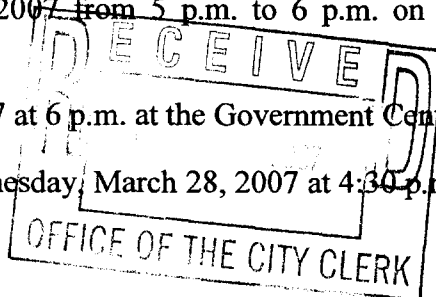 2007 from 5 p.m. to 6 p.m. on
RECEIVED
7 at 6 p.m. at the Government Cen
nesday, March 28, 2007 at 4:30 p.m
OFFICE OF THE CITY CLERK